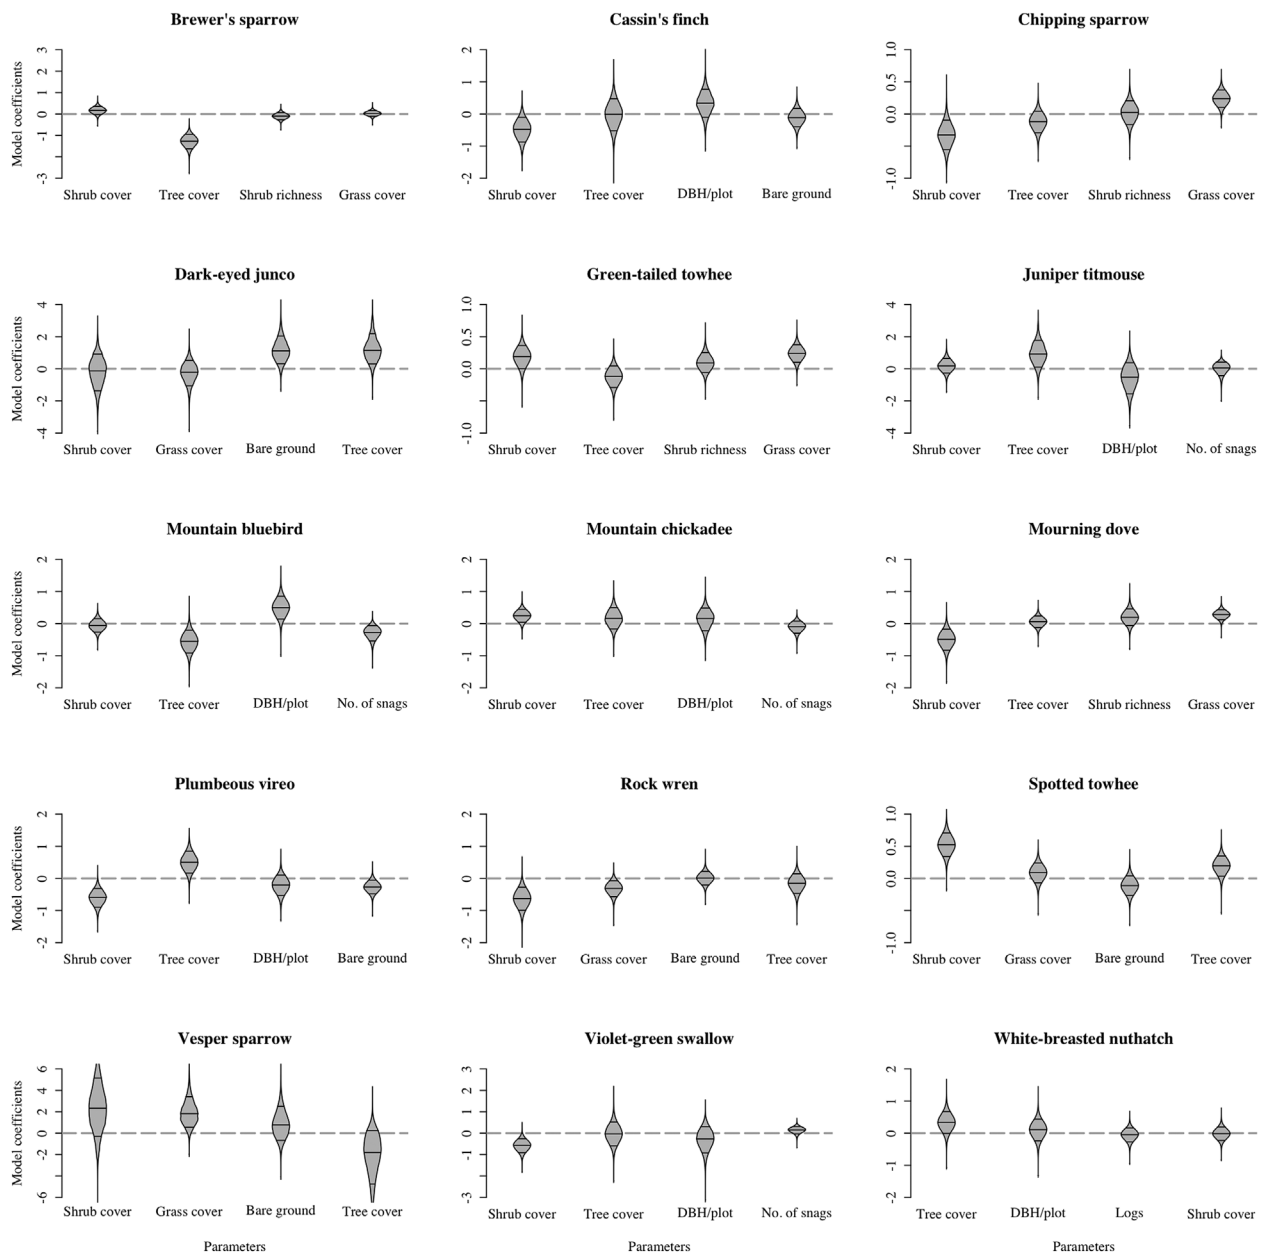 Brewer's sparrow
Cassin's finch
Chipping sparrow
Model coefficients
3
2
1
0
-1
-3
Shrub cover
Tree cover
Shrub richness
Grass cover
2
1
0
-1
-2
Shrub cover
Tree cover
DBH/plot
Bare ground
1.0
0.5
0.0
-1.0
Shrub cover
Tree cover
Shrub richness
Grass cover
Dark-eyed junco
Green-tailed towhee
Juniper titmouse
Model coefficients
4
2
0
-2
-4
Shrub cover
Grass cover
Bare ground
Tree cover
1.0
0.5
0.0
-1.0
Shrub cover
Tree cover
Shrub richness
Grass cover
4
2
0
-2
-4
Shrub cover
Tree cover
DBH/plot
No. of snags
Mountain bluebird
Mountain chickadee
Mourning dove
Model coefficients
2
1
0
-1
-2
Shrub cover
Tree cover
DBH/plot
No. of snags
2
1
0
-1
-2
Shrub cover
Tree cover
DBH/plot
No. of snags
2
1
0
-1
-2
Shrub cover
Tree cover
Shrub richness
Grass cover
Plumbeous vireo
Rock wren
Spotted towhee
Model coefficients
2
1
0
-1
-2
Shrub cover
Tree cover
DBH/plot
Bare ground
2
1
0
-1
-2
Shrub cover
Grass cover
Bare ground
Tree cover
1.0
0.5
0.0
-1.0
Shrub cover
Grass cover
Bare ground
Tree cover
Vesper sparrow
Violet-green swallow
White-breasted nuthatch
Model coefficients
6
4
2
0
-2
-6
Shrub cover
Grass cover
Bare ground
Tree cover
3
2
1
0
-1
-3
Shrub cover
Tree cover
DBH/plot
No. of snags
2
1
0
-1
-2
Tree cover
DBH/plot
Logs
Shrub cover
Parameters
Parameters
Parameters